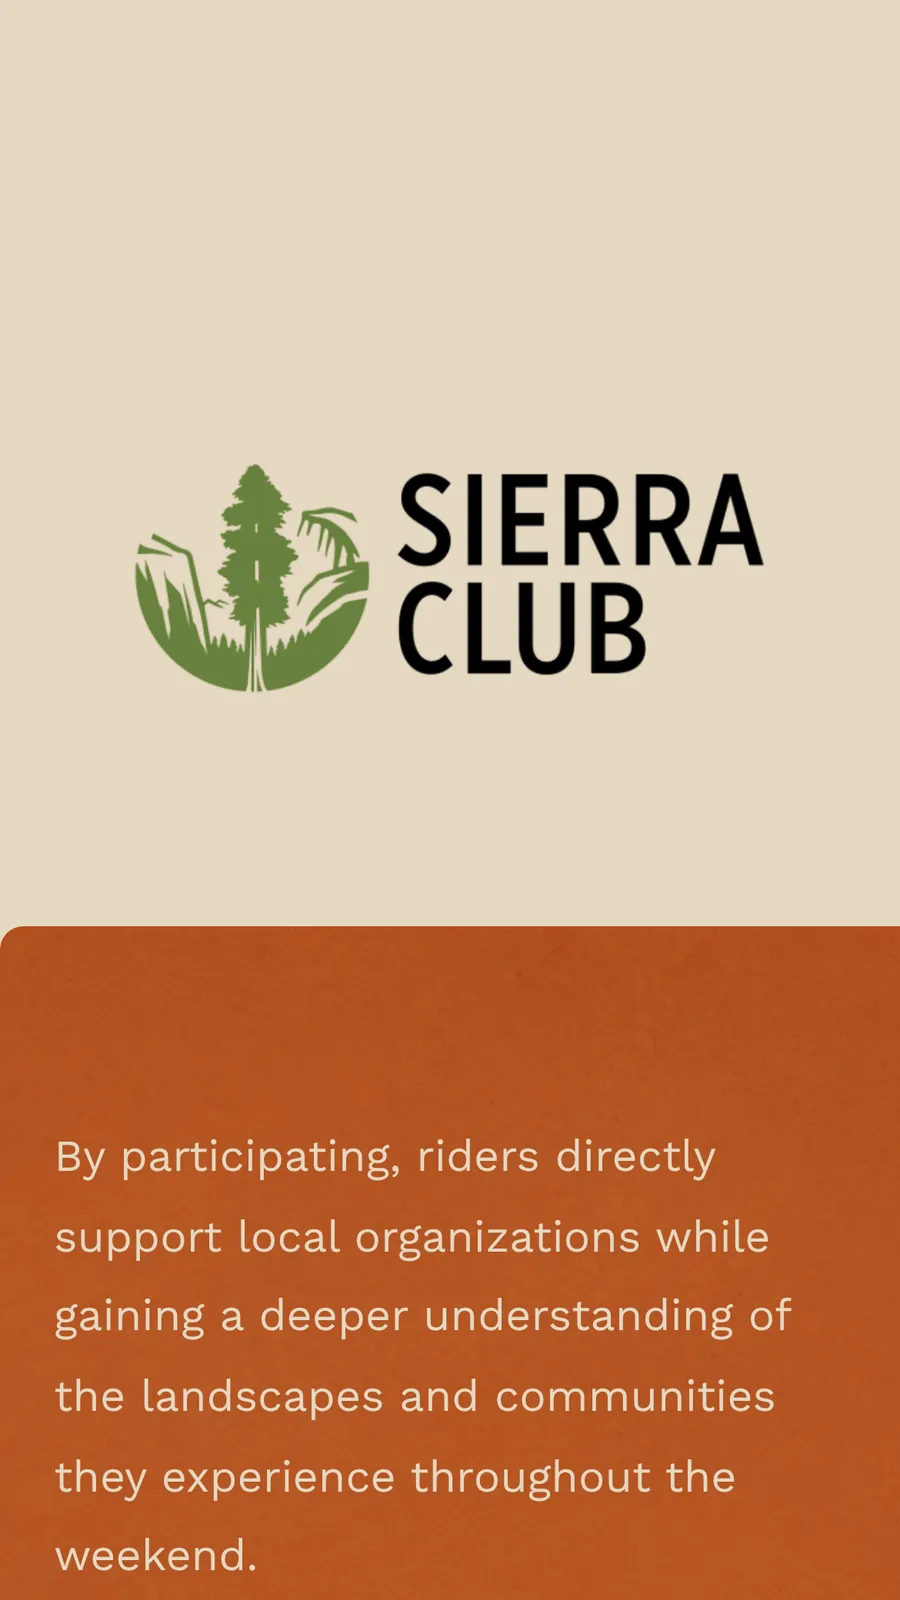 SIERRA
CLUB
By participating, riders directly
support local organizations while
gaining a deeper understanding of
the landscapes and communities
they experience throughout the
weekend.